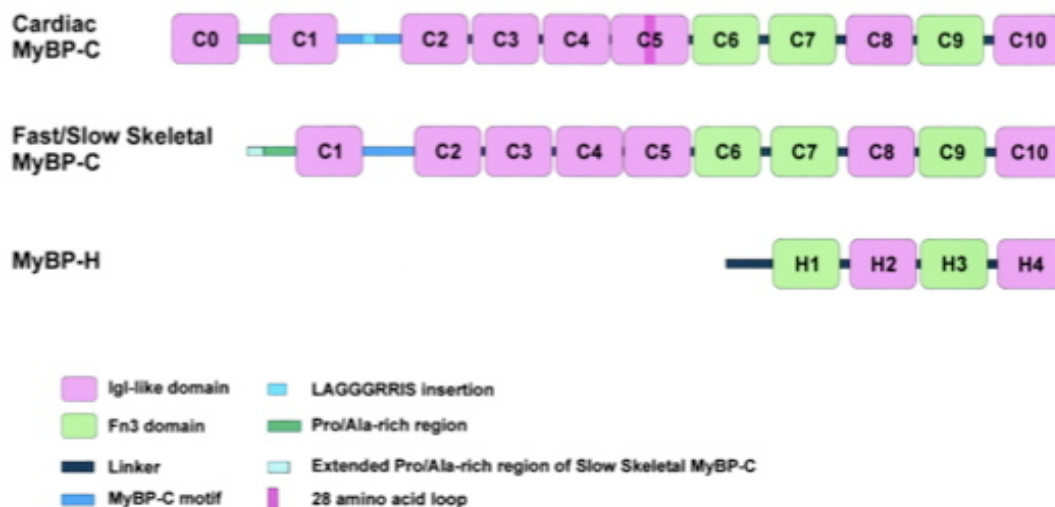 Cardiac
MyBP-C
C0 C1 C2 C3 C4 C5 C6 C7 C8 C9 C10
Fast/Slow Skeletal
MyBP-C
C1 C2 C3 C4 C5 C6 C7 C8 C9 C10
MyBP-H
H1 H2 H3 H4
IgI-like domain
LAGGGRRIS insertion
Fn3 domain
Pro/Ala-rich region
Linker
Extended Pro/Ala-rich region of Slow Skeletal MyBP-C
MyBP-C motif
28 amino acid loop